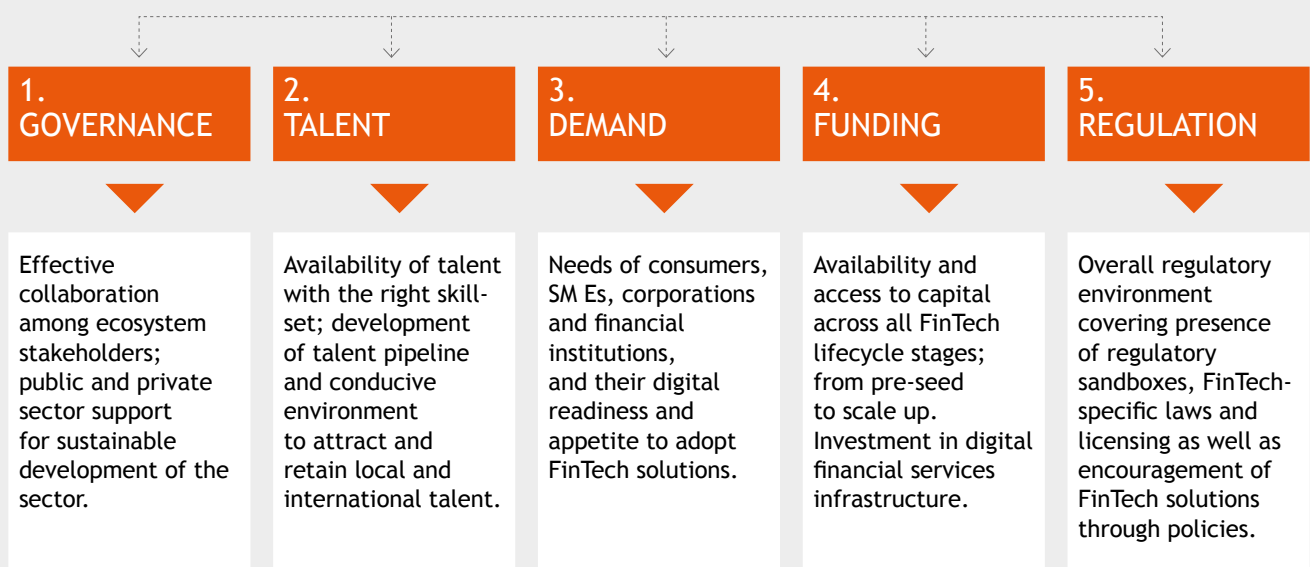 1.
GOVERNANCE
Effective
collaboration
among ecosystem
stakeholders;
public and private
sector support
for sustainable
development of the
sector.
2.
TALENT
Availability of talent
with the right skill-
set; development
of talent pipeline
and conducive
environment
to attract and
retain local and
international talent.
3.
DEMAND
Needs of consumers,
SM Es, corporations
and financial
institutions,
and their digital
readiness and
appetite to adopt
FinTech solutions.
4.
FUNDING
Availability and
access to capital
across all FinTech
lifecycle stages;
from pre-seed
to scale up.
Investment in digital
financial services
infrastructure.
5.
REGULATION
Overall regulatory
environment
covering presence
of regulatory
sandboxes, FinTech-
specific laws and
licensing as well as
encouragement of
FinTech solutions
through policies.